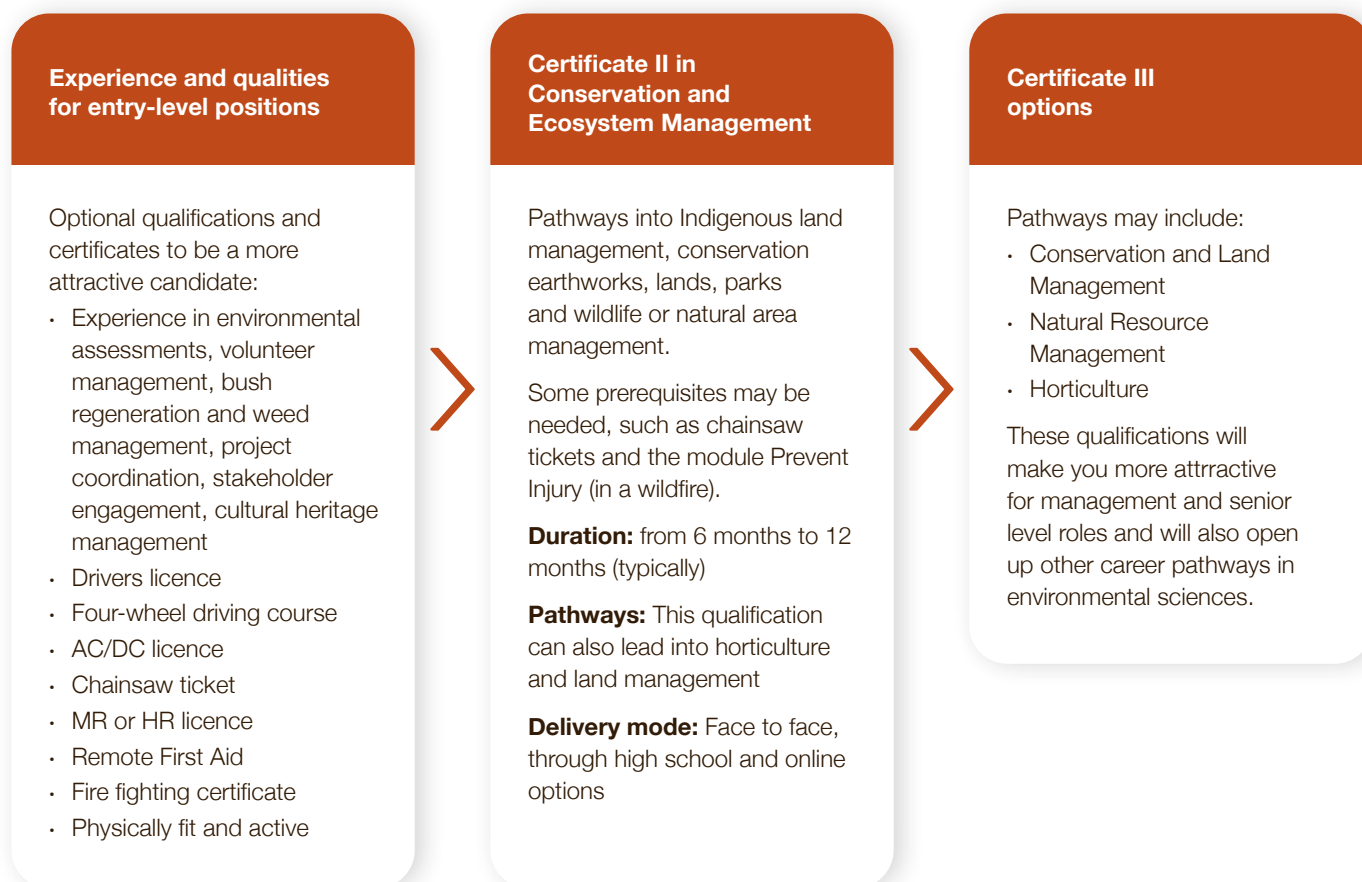 Experience and qualities
for entry-level positions
Optional qualifications and
certificates to be a more
attractive candidate:
• Experience in environmental
assessments, volunteer
management, bush
regeneration and weed
management, project
coordination, stakeholder
engagement, cultural heritage
management
• Drivers licence
• Four-wheel driving course
• AC/DC licence
• Chainsaw ticket
• MR or HR licence
• Remote First Aid
• Fire fighting certificate
• Physically fit and active
Certificate II in
Conservation and
Ecosystem Management
Pathways into Indigenous land
management, conservation
earthworks, lands, parks
and wildlife or natural area
management.
Some prerequisites may be
needed, such as chainsaw
tickets and the module Prevent
Injury (in a wildfire).
Duration: from 6 months to 12
months (typically)
Pathways: This qualification
can also lead into horticulture
and land management
Delivery mode: Face to face,
through high school and online
options
Certificate III
options
Pathways may include:
• Conservation and Land
Management
• Natural Resource
Management
• Horticulture
These qualifications will
make you more attrractive
for management and senior
level roles and will also open
up other career pathways in
environmental sciences.